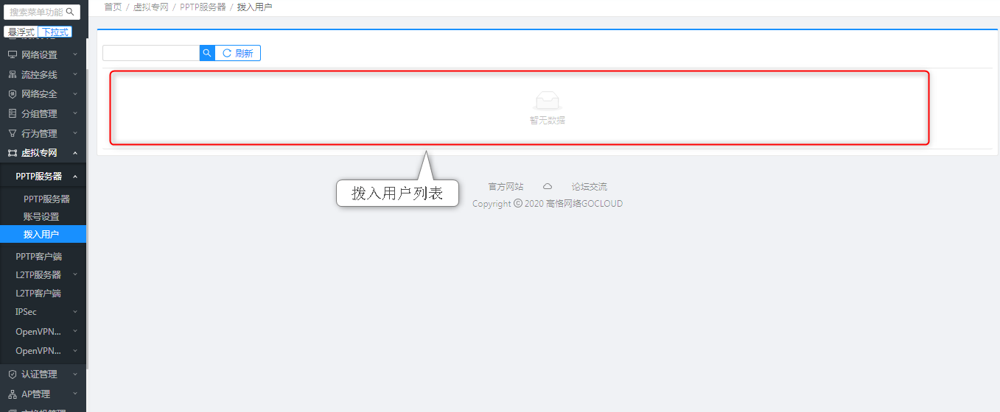 搜索菜单功能
悬浮式 下拉式
首页 / 虚拟专网 / PPTP服务器 / 拨入用户
刷新
网络设置
流控多线
网络安全
分组管理
行为管理
虚拟专网
PPTP服务器
PPTP服务器
账号设置
拨入用户
PPTP客户端
L2TP服务器
L2TP客户端
IPSec
OpenVPN...
OpenVPN...
认证管理
AP管理
暂无数据
拨入用户列表
官方网站 论坛交流
Copyright © 2020 高恪网络GOCLOUD